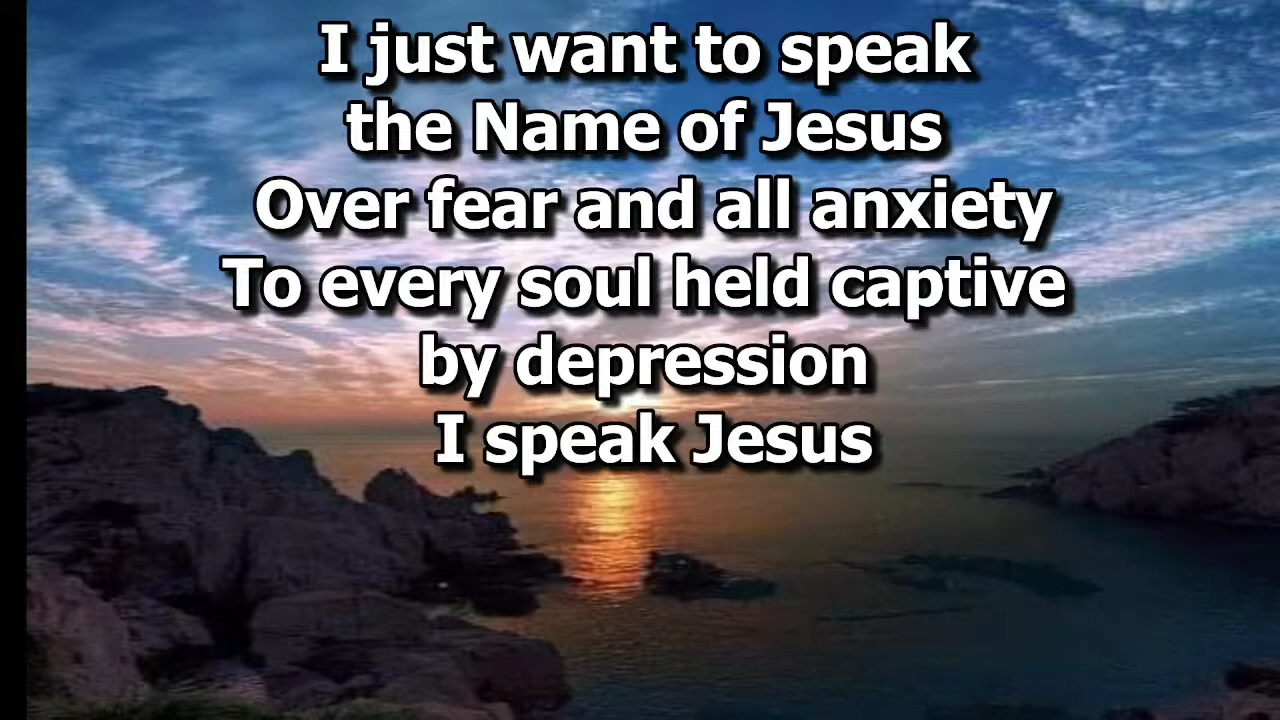 I just want to speak
the Name of Jesus
Over fear and all anxiety
To every soul held captive
by depression
I speak Jesus